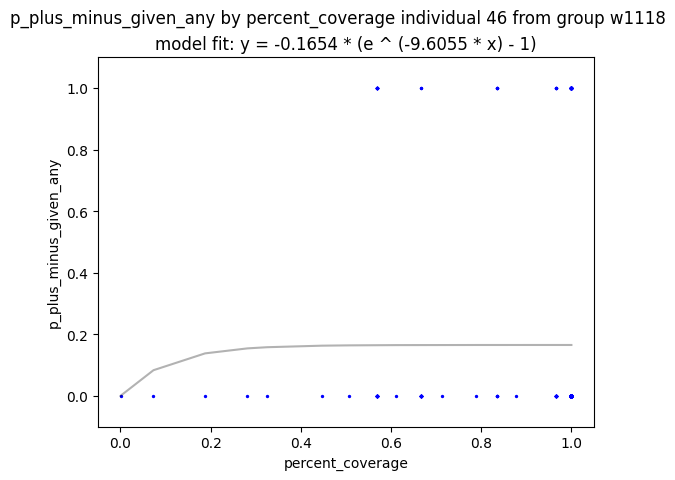 p_plus_minus_given_any by percent_coverage individual 46 from group w1118
model fit: y = -0.1654 * (e ^ (-9.6055 * x) - 1)
1.0
0.8
0.6
0.4
0.2
0.0
p_plus_minus_given_any
0.0 0.2 0.4 0.6 0.8 1.0
percent_coverage